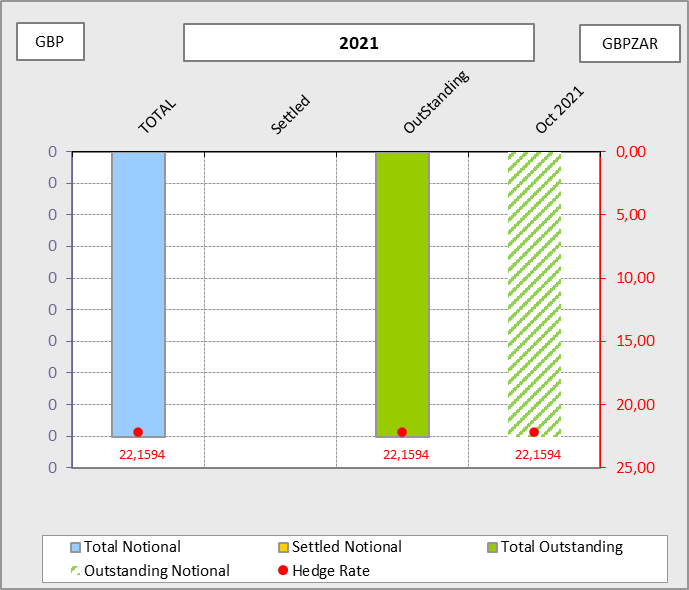 GBP
2021
GBPZAR
TOTAL
Settled
OutStanding
Oct 2021
0
0
0
0
0
0
0
0
0
0
0
0,00
5,00
10,00
15,00
20,00
25,00
22,1594
22,1594
22,1594
Total Notional
Settled Notional
Total Outstanding
Outstanding Notional
Hedge Rate